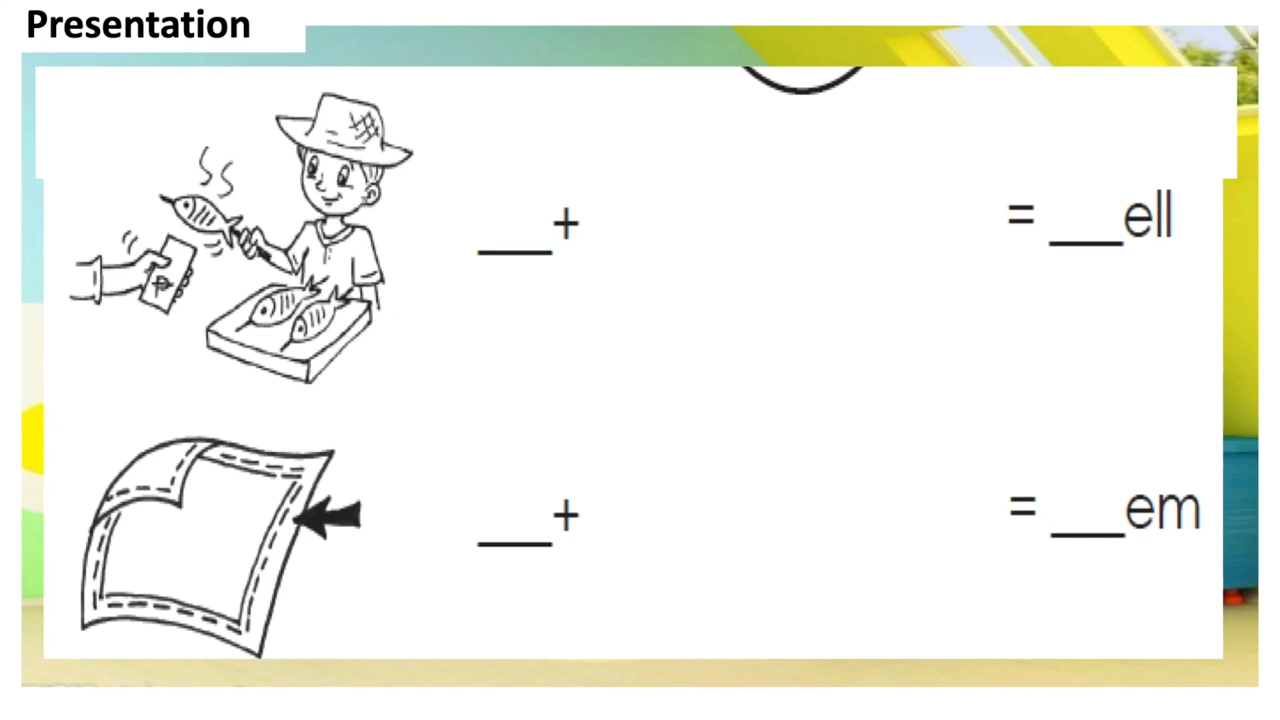 Presentation
___+ = ___ell
₱
___+ = ___em